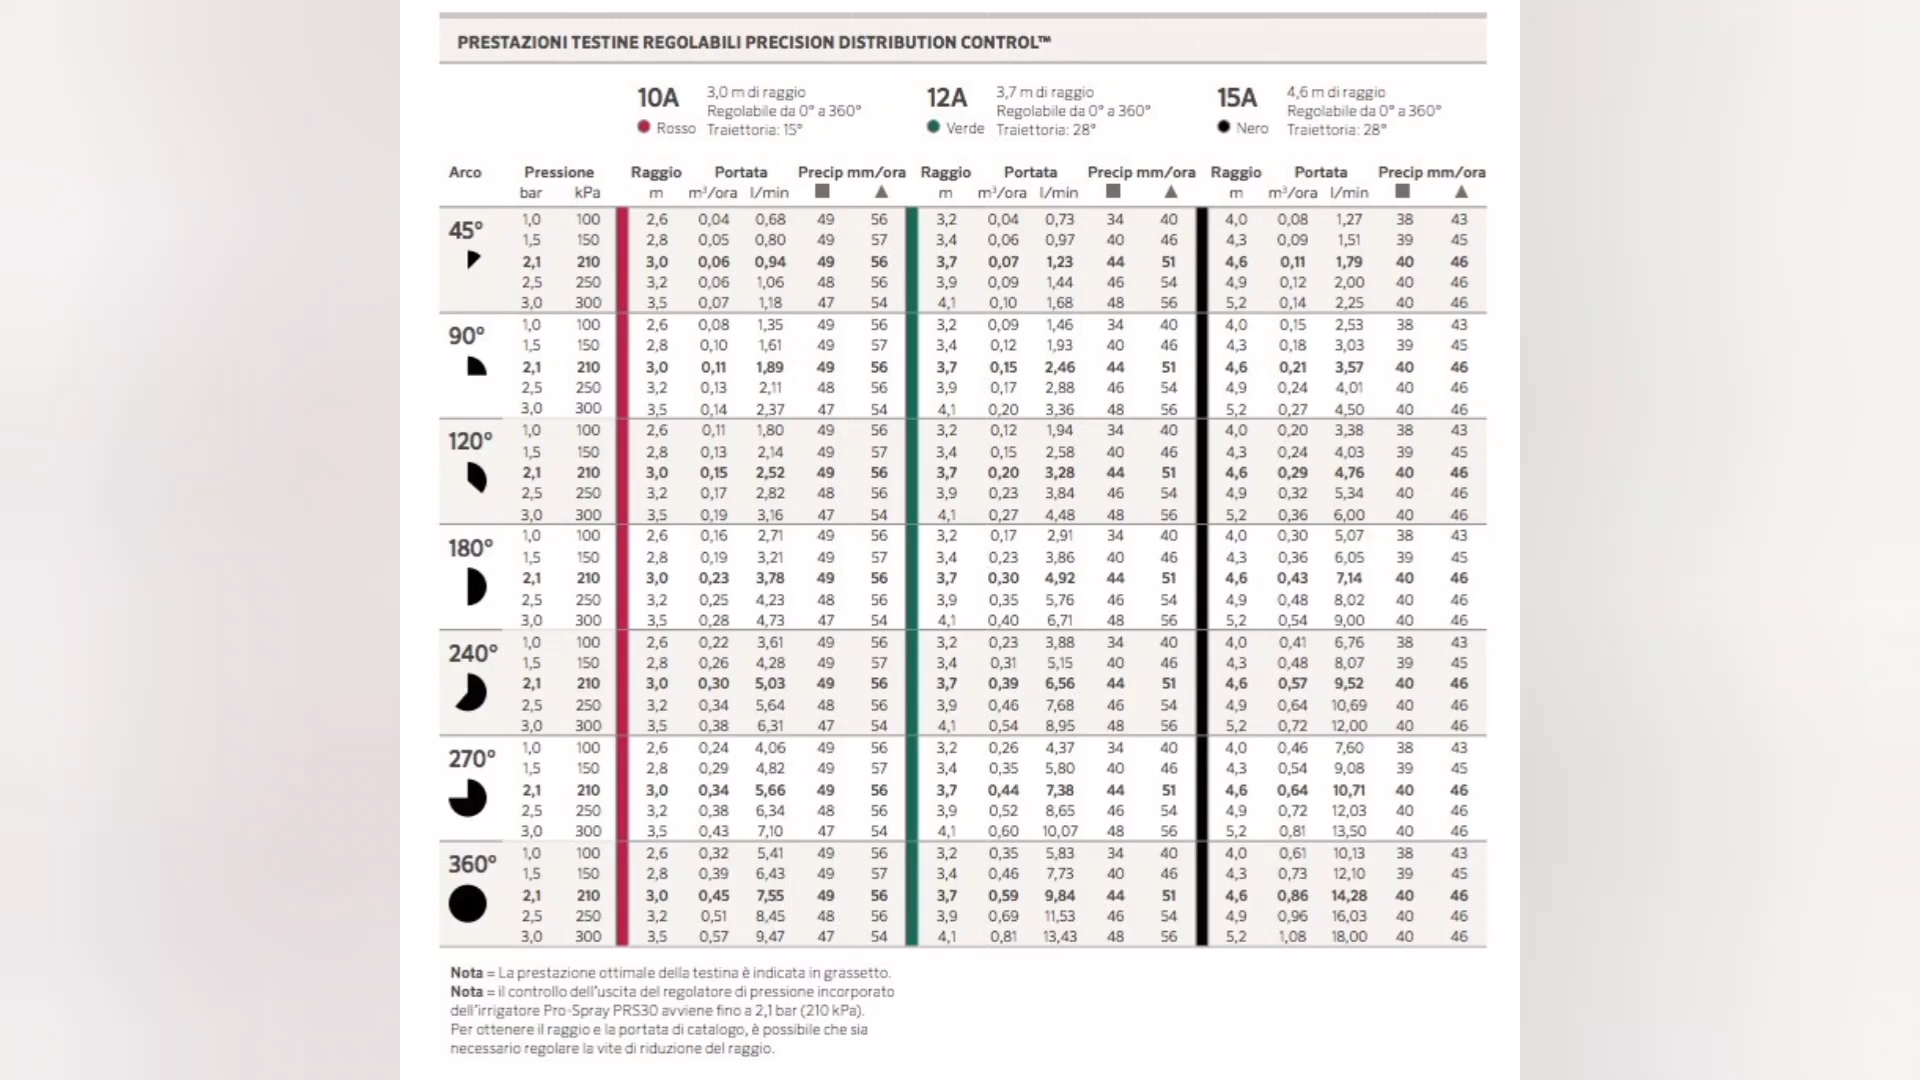 PRESTAZIONI TESTINE REGOLABILI PRECISION DISTRIBUTION CONTROL™
10A 3,0 m di raggio 12A 3,7 m di raggio 15A 4,6 m di raggio
Regolabile da 0° a 360° Regolabile da 0° a 360° Regolabile da 0° a 360°
Rosso Traiettoria: 15° Verde Traiettoria: 28° Nero Traiettoria: 28°
Arco Pressione Raggio Portata Precip mm/ora Raggio Portata Precip mm/ora Raggio Portata Precip mm/ora
bar kPa m m³/ora l/min ■ ▲ m m³/ora l/min ■ ▲ m m³/ora l/min ■ ▲
45°
1,0 100 2,6 0,04 0,68 49 56 3,2 0,04 0,73 34 40 4,0 0,08 1,27 38 43
1,5 150 2,8 0,05 0,80 49 57 3,4 0,06 0,97 40 46 4,3 0,09 1,51 39 45
2,1 210 3,0 0,06 0,94 49 56 3,7 0,07 1,23 44 51 4,6 0,11 1,79 40 46
2,5 250 3,2 0,06 1,06 48 56 3,9 0,09 1,44 46 54 4,9 0,12 2,00 40 46
3,0 300 3,5 0,07 1,18 47 54 4,1 0,10 1,68 48 56 5,2 0,14 2,25 40 46
90°
1,0 100 2,6 0,08 1,35 49 56 3,2 0,09 1,46 34 40 4,0 0,15 2,53 38 43
1,5 150 2,8 0,10 1,61 49 57 3,4 0,12 1,93 40 46 4,3 0,18 3,03 39 45
2,1 210 3,0 0,11 1,89 49 56 3,7 0,15 2,46 44 51 4,6 0,21 3,57 40 46
2,5 250 3,2 0,13 2,11 48 56 3,9 0,17 2,88 46 54 4,9 0,24 4,01 40 46
3,0 300 3,5 0,14 2,37 47 54 4,1 0,20 3,36 48 56 5,2 0,27 4,50 40 46
120°
1,0 100 2,6 0,11 1,80 49 56 3,2 0,12 1,94 34 40 4,0 0,20 3,38 38 43
1,5 150 2,8 0,13 2,14 49 57 3,4 0,15 2,58 40 46 4,3 0,24 4,03 39 45
2,1 210 3,0 0,15 2,52 49 56 3,7 0,20 3,28 44 51 4,6 0,29 4,76 40 46
2,5 250 3,2 0,17 2,82 48 56 3,9 0,23 3,84 46 54 4,9 0,32 5,34 40 46
3,0 300 3,5 0,19 3,16 47 54 4,1 0,27 4,48 48 56 5,2 0,36 6,00 40 46
180°
1,0 100 2,6 0,16 2,71 49 56 3,2 0,17 2,91 34 40 4,0 0,30 5,07 38 43
1,5 150 2,8 0,19 3,21 49 57 3,4 0,23 3,86 40 46 4,3 0,36 6,05 39 45
2,1 210 3,0 0,23 3,78 49 56 3,7 0,30 4,92 44 51 4,6 0,43 7,14 40 46
2,5 250 3,2 0,25 4,23 48 56 3,9 0,35 5,76 46 54 4,9 0,48 8,02 40 46
3,0 300 3,5 0,28 4,73 47 54 4,1 0,40 6,71 48 56 5,2 0,54 9,00 40 46
240°
1,0 100 2,6 0,22 3,61 49 56 3,2 0,23 3,88 34 40 4,0 0,41 6,76 38 43
1,5 150 2,8 0,26 4,28 49 57 3,4 0,31 5,15 40 46 4,3 0,48 8,07 39 45
2,1 210 3,0 0,30 5,03 49 56 3,7 0,39 6,56 44 51 4,6 0,57 9,52 40 46
2,5 250 3,2 0,34 5,64 48 56 3,9 0,46 7,68 46 54 4,9 0,64 10,69 40 46
3,0 300 3,5 0,38 6,31 47 54 4,1 0,54 8,95 48 56 5,2 0,72 12,00 40 46
270°
1,0 100 2,6 0,24 4,06 49 56 3,2 0,26 4,37 34 40 4,0 0,46 7,60 38 43
1,5 150 2,8 0,29 4,82 49 57 3,4 0,35 5,80 40 46 4,3 0,54 9,08 39 45
2,1 210 3,0 0,34 5,66 49 56 3,7 0,44 7,38 44 51 4,6 0,64 10,71 40 46
2,5 250 3,2 0,38 6,34 48 56 3,9 0,52 8,65 46 54 4,9 0,72 12,03 40 46
3,0 300 3,5 0,43 7,10 47 54 4,1 0,60 10,07 48 56 5,2 0,81 13,50 40 46
360°
1,0 100 2,6 0,32 5,41 49 56 3,2 0,35 5,83 34 40 4,0 0,61 10,13 38 43
1,5 150 2,8 0,39 6,43 49 57 3,4 0,46 7,73 40 46 4,3 0,73 12,10 39 45
2,1 210 3,0 0,45 7,55 49 56 3,7 0,59 9,84 44 51 4,6 0,86 14,28 40 46
2,5 250 3,2 0,51 8,45 48 56 3,9 0,69 11,53 46 54 4,9 0,96 16,03 40 46
3,0 300 3,5 0,57 9,47 47 54 4,1 0,81 13,43 48 56 5,2 1,08 18,00 40 46
Nota = La prestazione ottimale della testina è indicata in grassetto.
Nota = il controllo dell'uscita del regolatore di pressione incorporato
dell'irrigatore Pro-Spray PRS30 avviene fino a 2,1 bar (210 kPa).
Per ottenere il raggio e la portata di catalogo, è possibile che sia
necessario regolare la vite di riduzione del raggio.